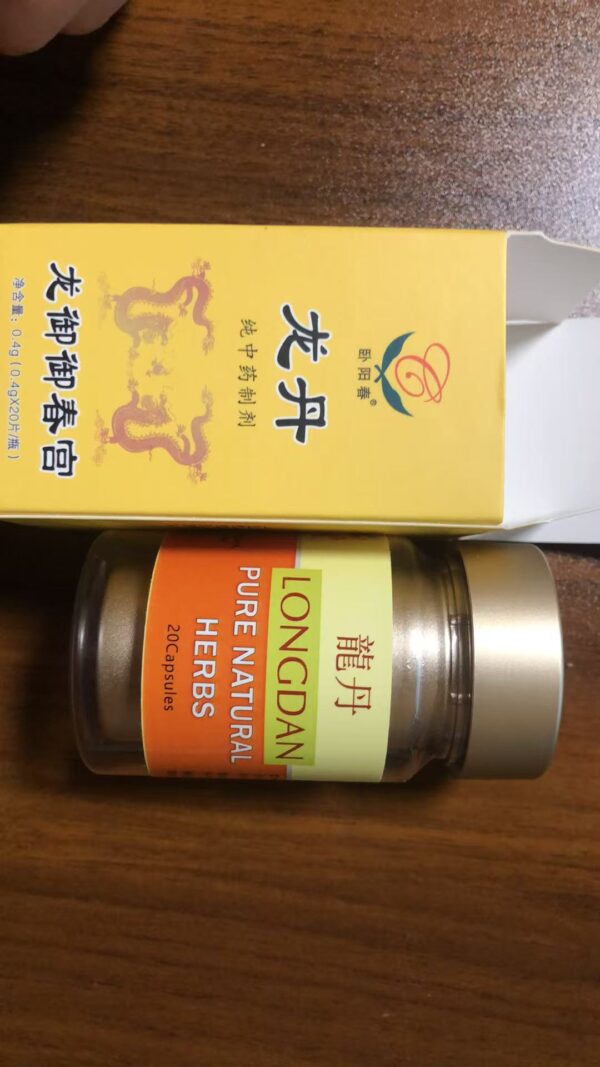 卧阳春®
龙丹
纯中药制剂
龙御御春宫
净含量：0.4g（0.4gX20片/瓶）
龍丹
LONGDAN
PURE NATURAL
HERBS
20Capsules